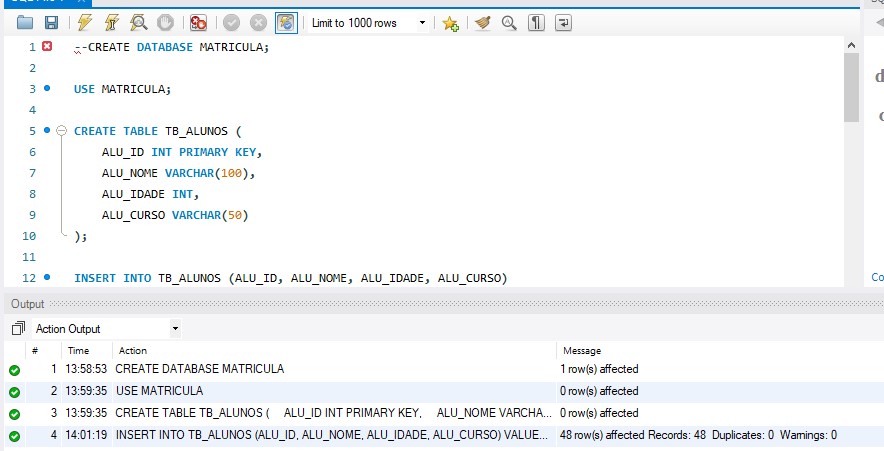 Limit to 1000 rows
1 --CREATE DATABASE MATRICULA;
2
3 USE MATRICULA;
4
5 CREATE TABLE TB_ALUNOS (
6 ALU_ID INT PRIMARY KEY,
7 ALU_NOME VARCHAR(100),
8 ALU_IDADE INT,
9 ALU_CURSO VARCHAR(50)
10 );
11
12 INSERT INTO TB_ALUNOS (ALU_ID, ALU_NOME, ALU_IDADE, ALU_CURSO)
Co
Output
Action Output
# Time Action Message
1 13:58:53 CREATE DATABASE MATRICULA 1 row(s) affected
2 13:59:35 USE MATRICULA 0 row(s) affected
3 13:59:35 CREATE TABLE TB_ALUNOS ( ALU_ID INT PRIMARY KEY, ALU_NOME VARCHA... 0 row(s) affected
4 14:01:19 INSERT INTO TB_ALUNOS (ALU_ID, ALU_NOME, ALU_IDADE, ALU_CURSO) VALUE... 48 row(s) affected Records: 48 Duplicates: 0 Warnings: 0